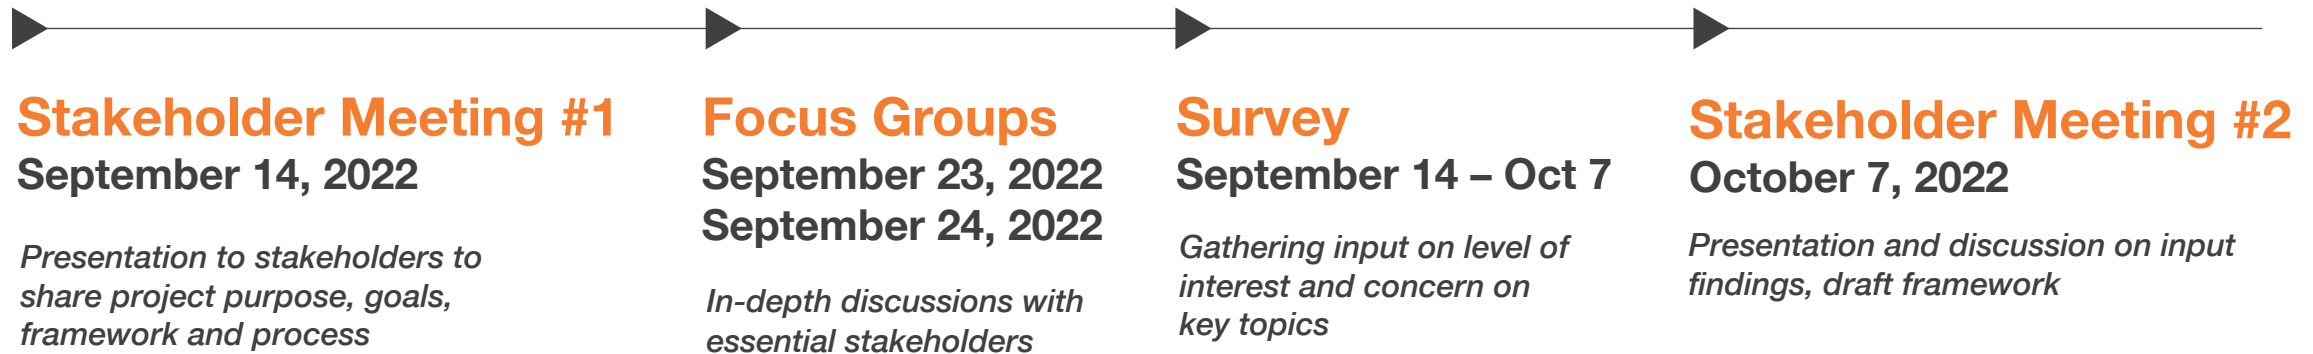 Stakeholder Meeting #1
September 14, 2022
Presentation to stakeholders to
share project purpose, goals,
framework and process
Focus Groups
September 23, 2022
September 24, 2022
In-depth discussions with
essential stakeholders
Survey
September 14 – Oct 7
Gathering input on level of
interest and concern on
key topics
Stakeholder Meeting #2
October 7, 2022
Presentation and discussion on input
findings, draft framework